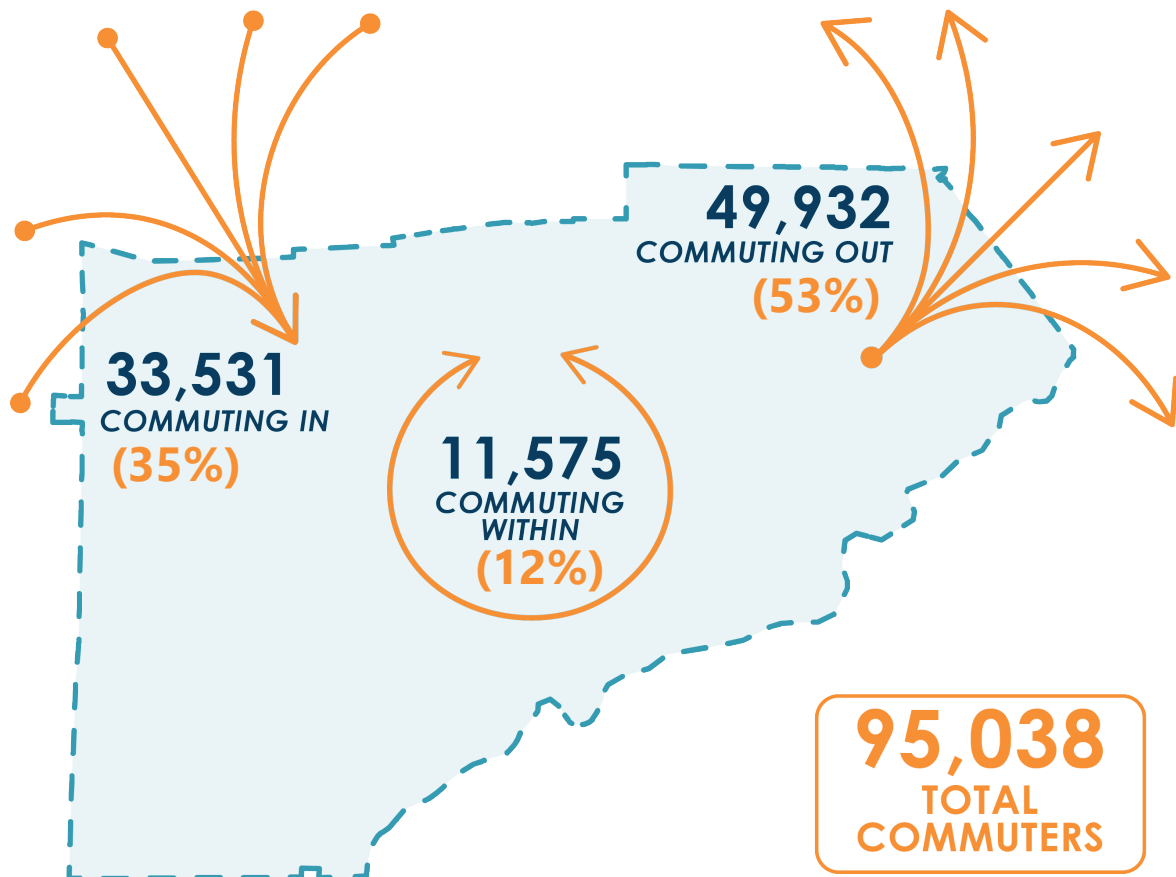 49,932
COMMUTING OUT
(53%)
33,531
COMMUTING IN
(35%)
11,575
COMMUTING
WITHIN
(12%)
95,038
TOTAL
COMMUTERS